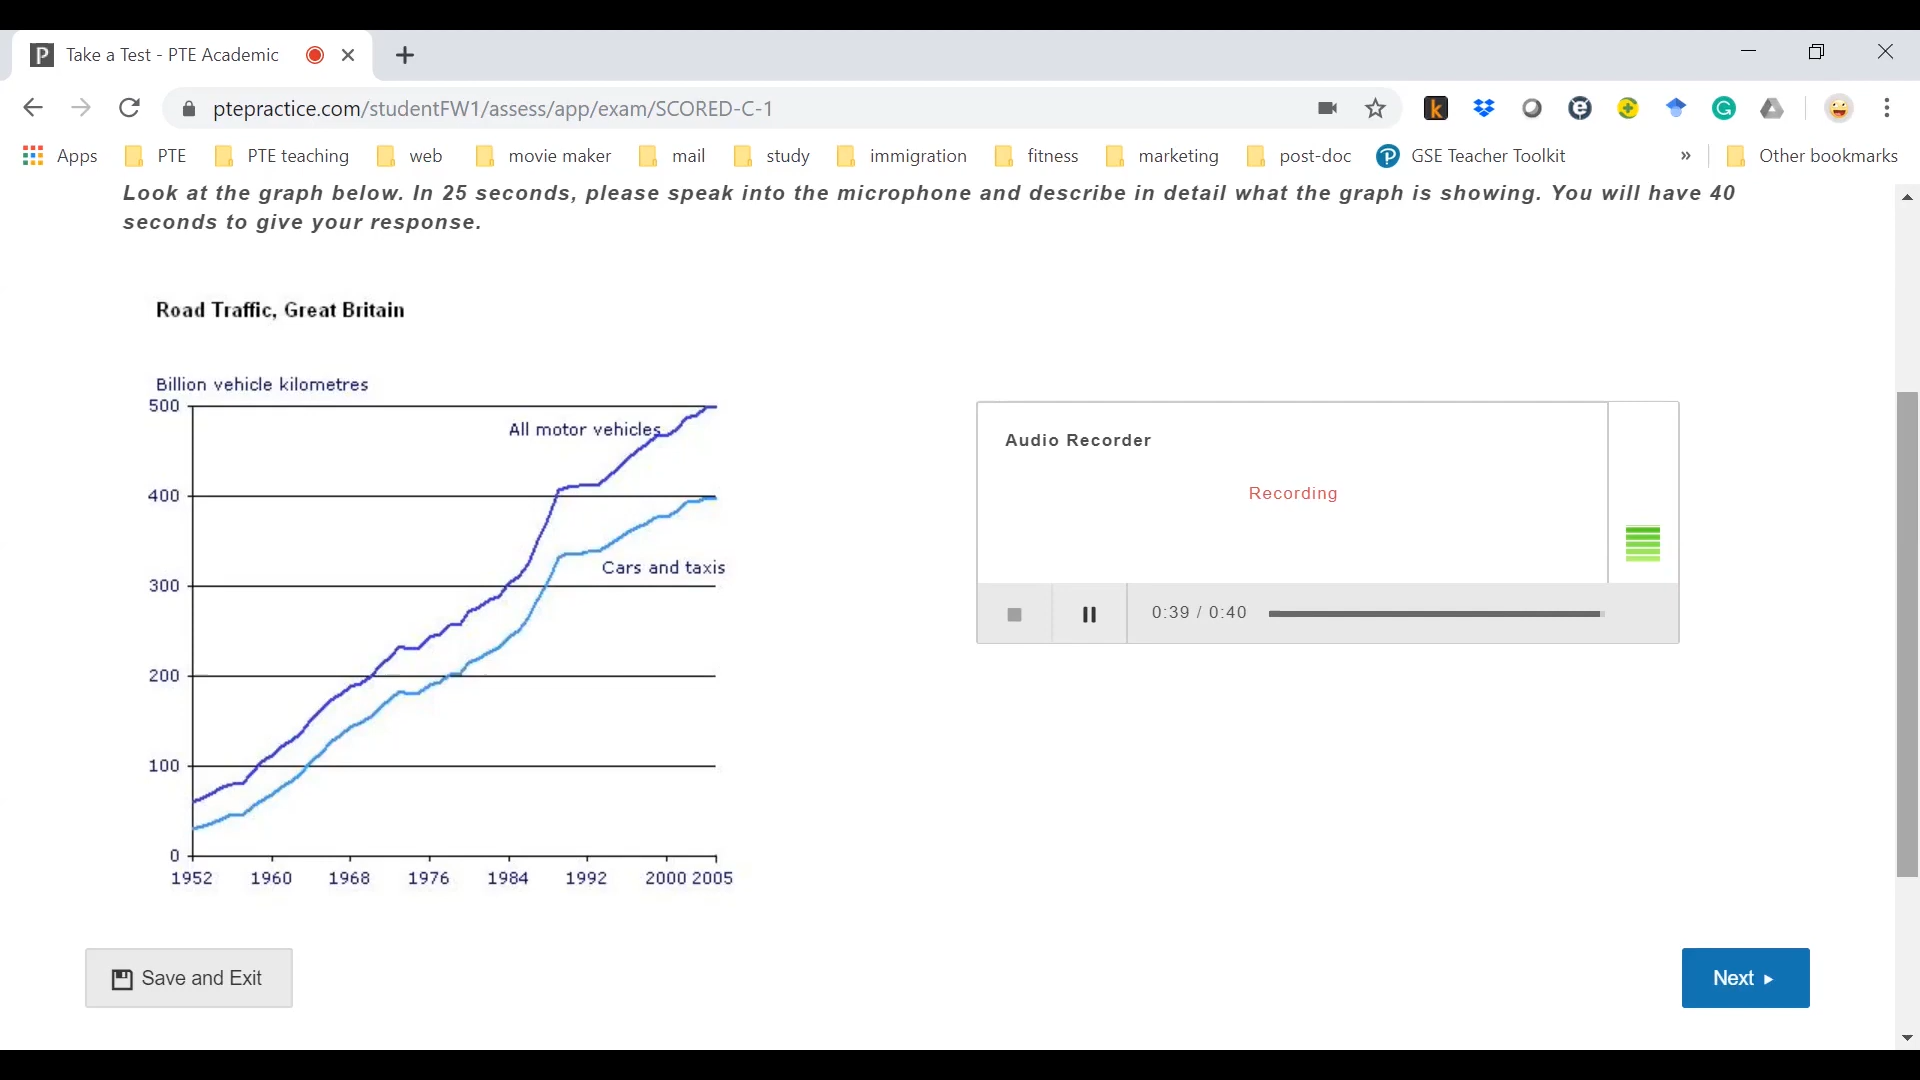 Take a Test - PTE Academic
ptepractice.com/studentFW1/assess/app/exam/SCORED-C-1
Apps PTE PTE teaching web movie maker mail study immigration fitness marketing post-doc GSE Teacher Toolkit » Other bookmarks
Look at the graph below. In 25 seconds, please speak into the microphone and describe in detail what the graph is showing. You will have 40
seconds to give your response.
Road Traffic, Great Britain
Billion vehicle kilometres
500
All motor vehicles
400
Cars and taxis
300
200
100
0
1952 1960 1968 1976 1984 1992 2000 2005
Audio Recorder
Recording
0:39 / 0:40
Save and Exit
Next